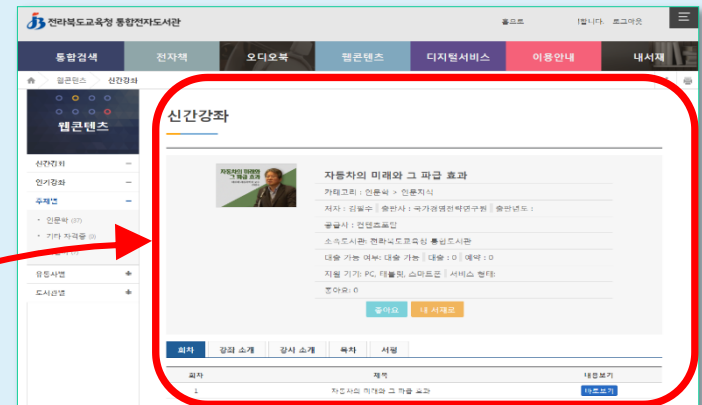 전라북도교육청 통합전자도서관
홈으로 로그아웃
통합검색 전자책 오디오북 웹콘텐츠 디지털서비스 이용안내 내서재
웹콘텐츠 신간강좌
웹콘텐츠
신간강좌
신간강좌
인기강좌
주제별
인문학 (37)
기타 자격증 (0)
유통사별
도서관별
자동차의 미래와
그 파급 효과
자동차의 미래와 그 파급 효과
카테고리 : 인문학 > 인문지식
저자 : 김필수 출판사 : 국가경영전략연구원 출판년도 :
공급사 : 컨텐츠포탈
소속도서관: 전라북도교육청 통합도서관
대출 가능 여부: 대출 가능 대출 : 0 예약 : 0
지원 기기: PC, 태블릿, 스마트폰 서비스 형태:
좋아요: 0
좋아요 내 서재로
회차 강좌 소개 강사 소개 목차 서평
회차 제목 내용보기
1 자동차의 미래와 그 파급 효과 바로보기